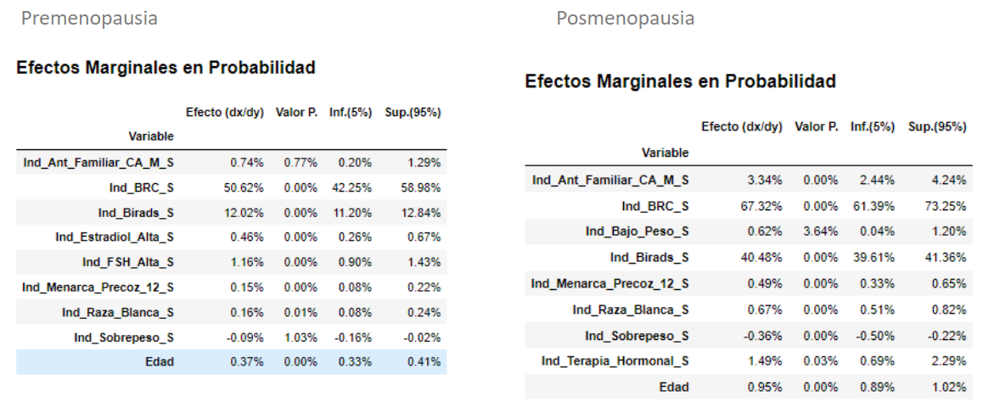 Premenopausia
Efectos Marginales en Probabilidad
Efecto (dx/dy) Valor P. Inf.(5%) Sup.(95%)
Variable
Ind_Ant_Familiar_CA_M_S 0.74% 0.77% 0.20% 1.29%
Ind_BRC_S 50.62% 0.00% 42.25% 58.98%
Ind_Birads_S 12.02% 0.00% 11.20% 12.84%
Ind_Estradiol_Alta_S 0.46% 0.00% 0.26% 0.67%
Ind_FSH_Alta_S 1.16% 0.00% 0.90% 1.43%
Ind_Menarca_Precoz_12_S 0.15% 0.00% 0.08% 0.22%
Ind_Raza_Blanca_S 0.16% 0.01% 0.08% 0.24%
Ind_Sobrepeso_S -0.09% 1.03% -0.16% -0.02%
Edad 0.37% 0.00% 0.33% 0.41%
Posmenopausia
Efectos Marginales en Probabilidad
Efecto (dx/dy) Valor P. Inf.(5%) Sup.(95%)
Variable
Ind_Ant_Familiar_CA_M_S 3.34% 0.00% 2.44% 4.24%
Ind_BRC_S 67.32% 0.00% 61.39% 73.25%
Ind_Bajo_Peso_S 0.62% 3.64% 0.04% 1.20%
Ind_Birads_S 40.48% 0.00% 39.61% 41.36%
Ind_Menarca_Precoz_12_S 0.49% 0.00% 0.33% 0.65%
Ind_Raza_Blanca_S 0.67% 0.00% 0.51% 0.82%
Ind_Sobrepeso_S -0.36% 0.00% -0.50% -0.22%
Ind_Terapia_Hormonal_S 1.49% 0.03% 0.69% 2.29%
Edad 0.95% 0.00% 0.89% 1.02%